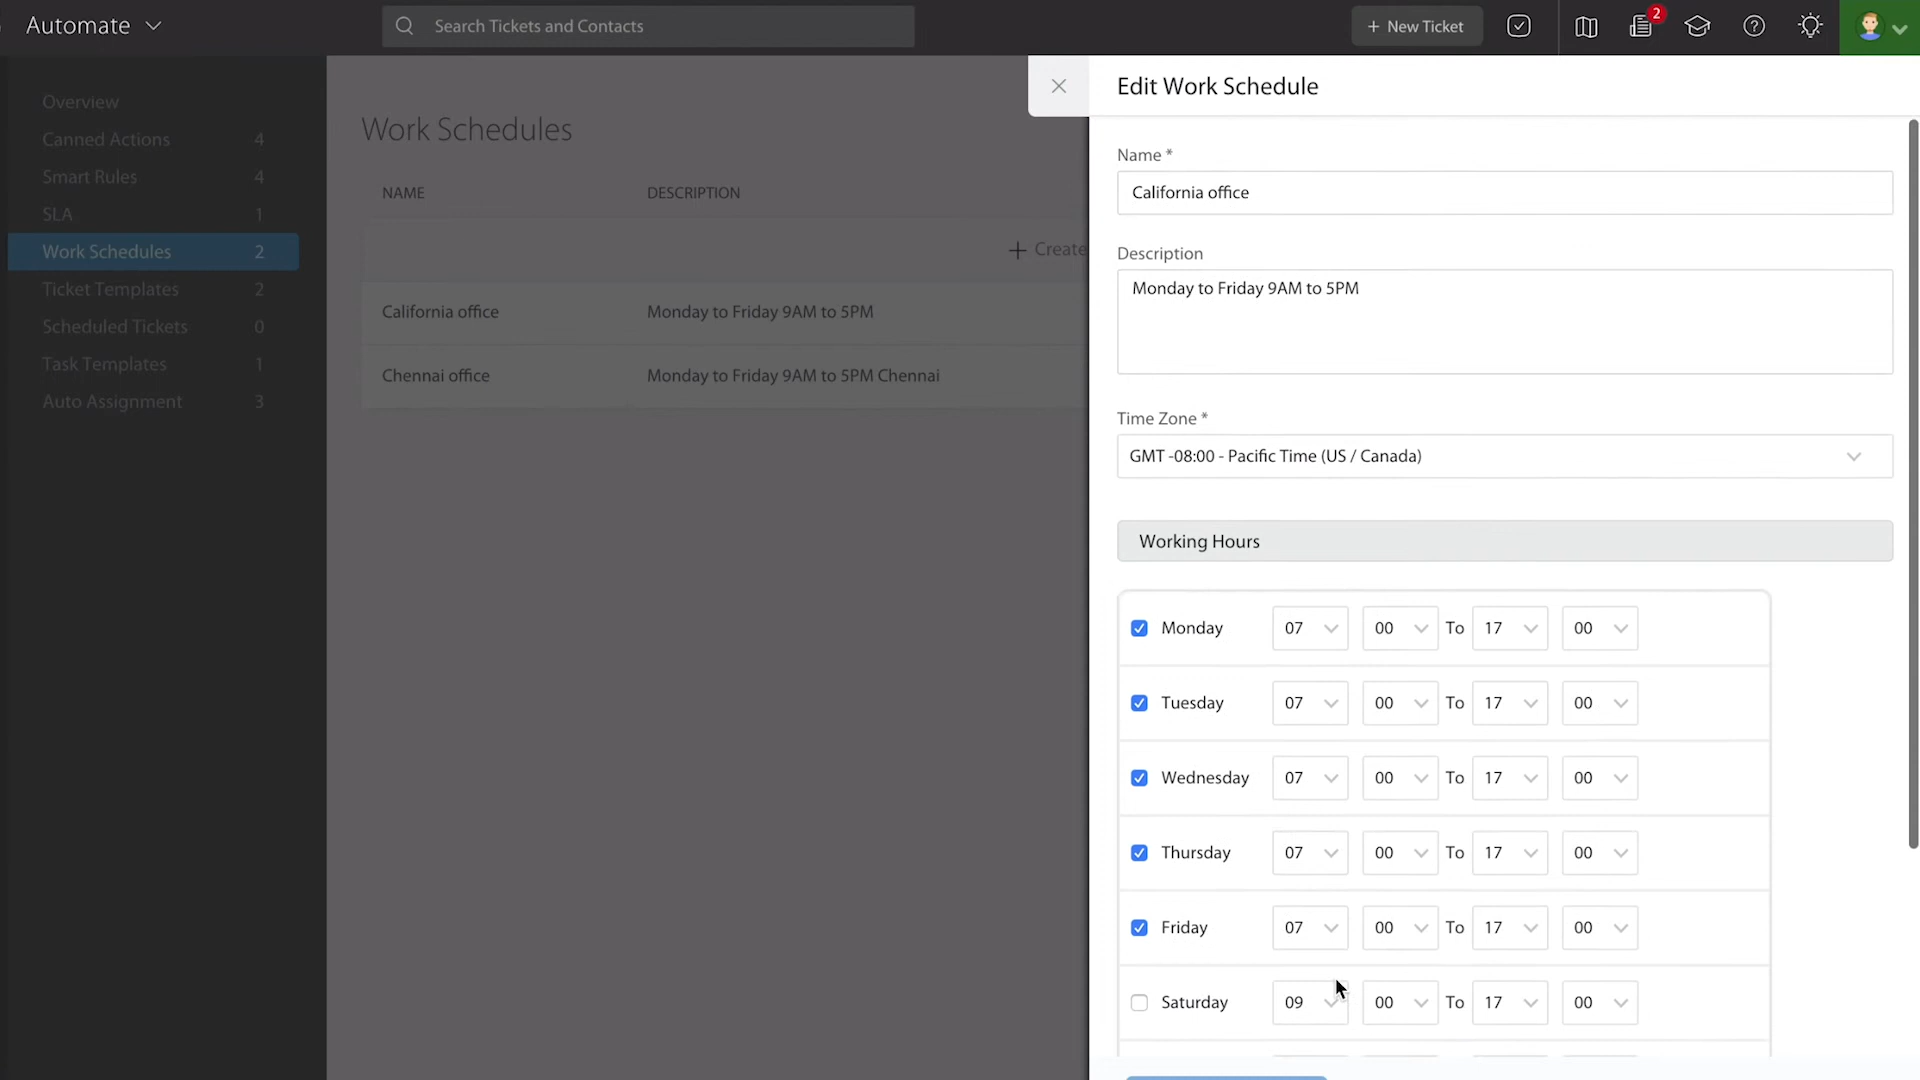 Automate
Search Tickets and Contacts
+ New Ticket
2
Overview
Canned Actions 4
Smart Rules 4
SLA 1
Work Schedules 2
Ticket Templates 2
Scheduled Tickets 0
Task Templates 1
Auto Assignment 3
Work Schedules
NAME DESCRIPTION
+ Create
California office Monday to Friday 9AM to 5PM
Chennai office Monday to Friday 9AM to 5PM Chennai
Edit Work Schedule
Name *
California office
Description
Monday to Friday 9AM to 5PM
Time Zone *
GMT -08:00 - Pacific Time (US / Canada)
Working Hours
Monday 07 00 To 17 00
Tuesday 07 00 To 17 00
Wednesday 07 00 To 17 00
Thursday 07 00 To 17 00
Friday 07 00 To 17 00
Saturday 09 00 To 17 00